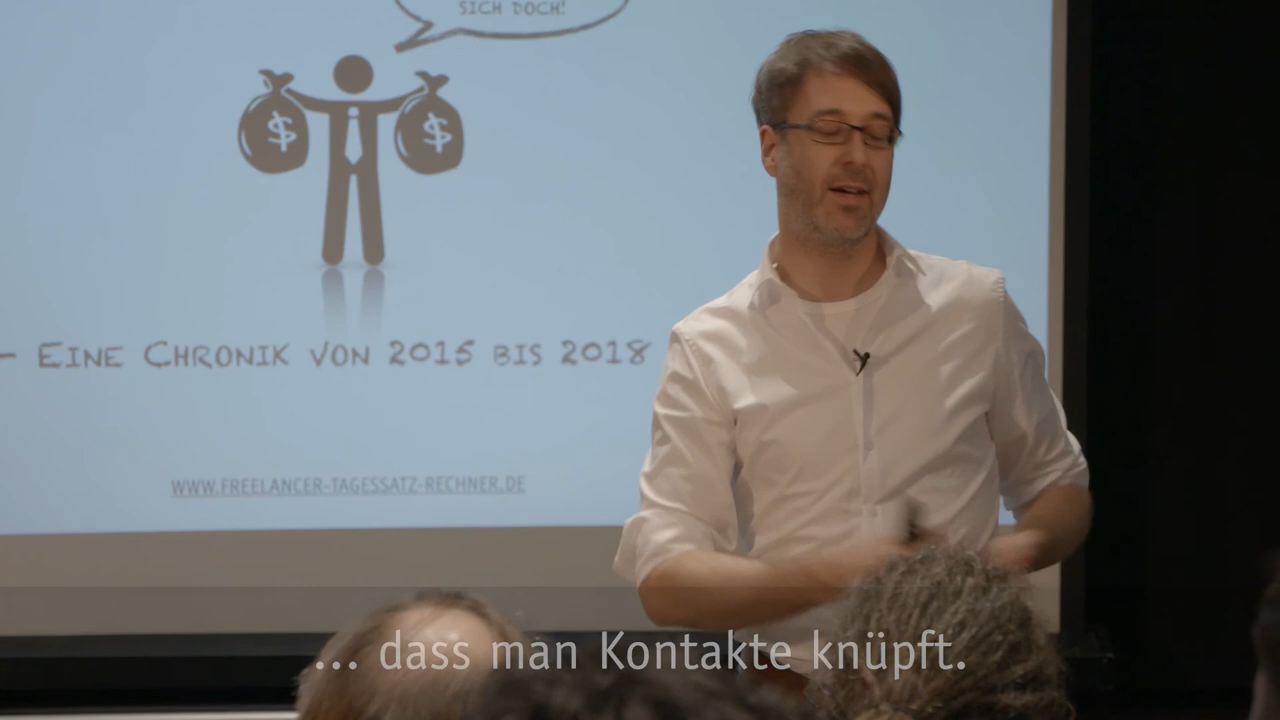 SICH DOCH!
$ $
– EINE CHRONIK VON 2015 BIS 2018
WWW.FREELANCER-TAGESSATZ-RECHNER.DE
... dass man Kontakte knüpft.